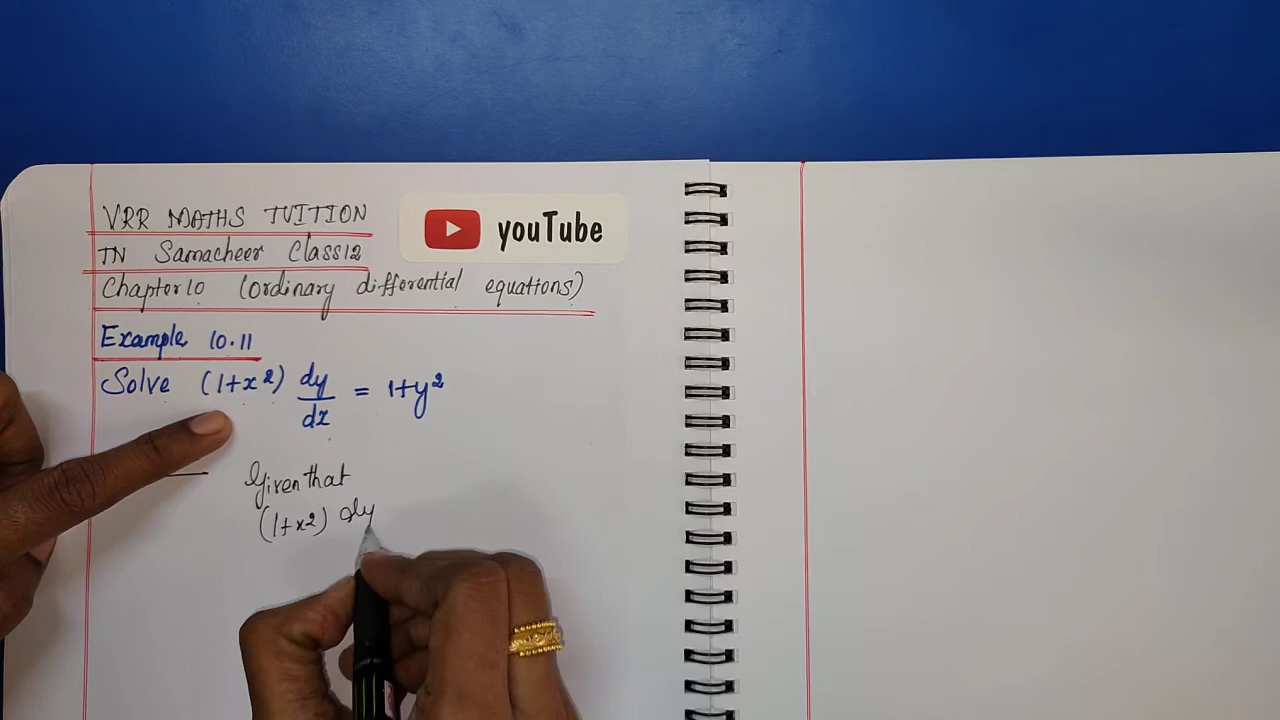 VRR MATHS TUITION
youTube
TN Samacheer Class12
Chapter10 (ordinary differential equations)
Example 10.11
Solve (1+x²) dy/dx = 1+y²
Given that
(1+x²) dy